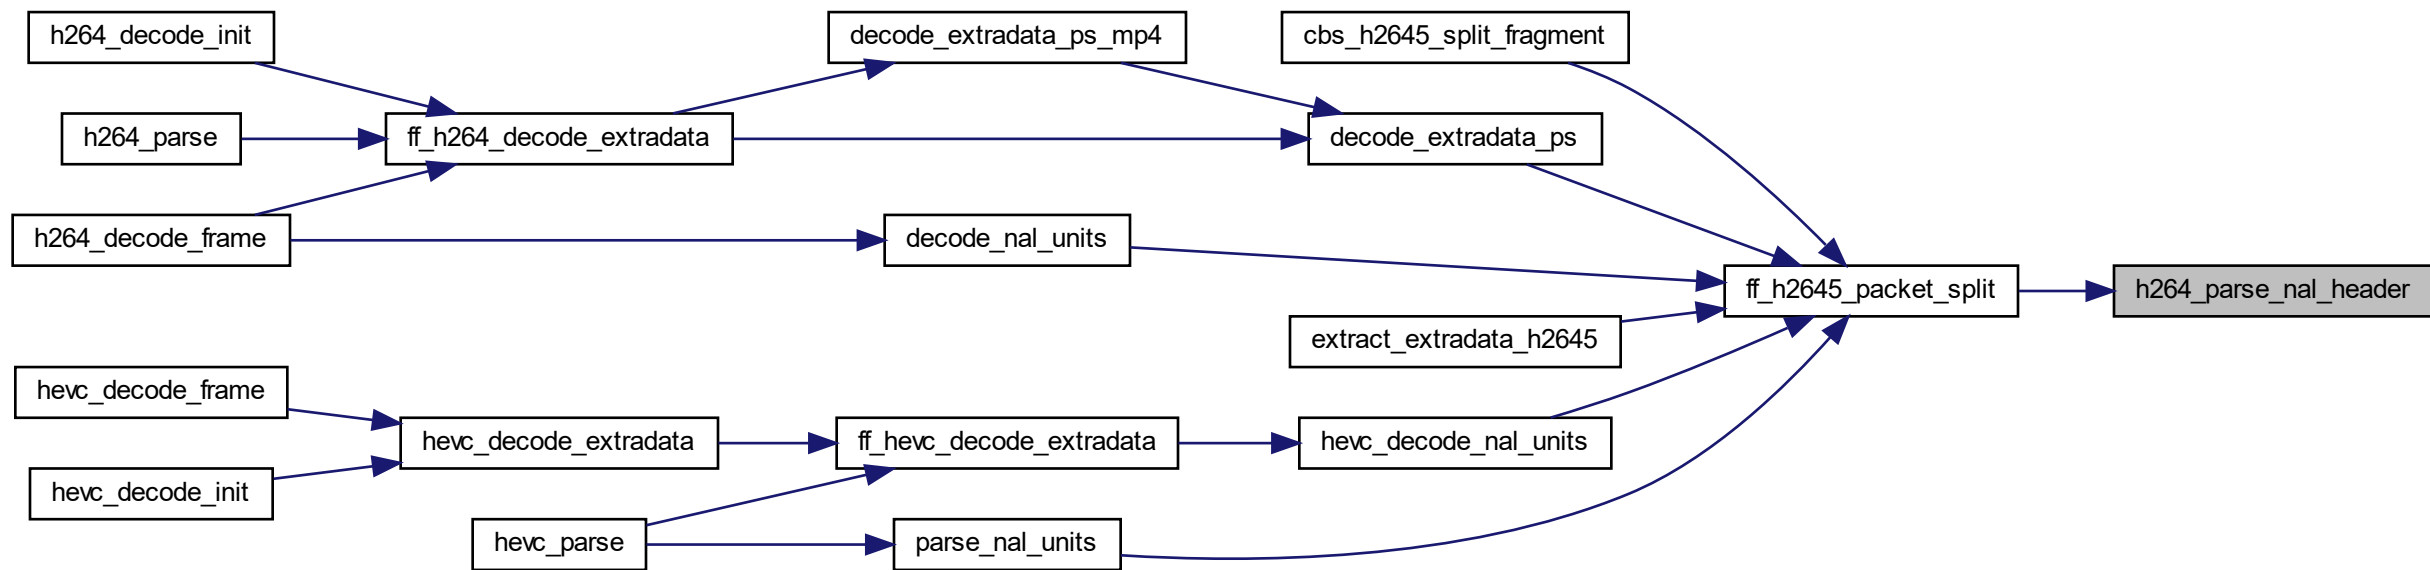 h264_decode_init
decode_extradata_ps_mp4
cbs_h2645_split_fragment
h264_parse
ff_h264_decode_extradata
decode_extradata_ps
h264_decode_frame
decode_nal_units
ff_h2645_packet_split
h264_parse_nal_header
extract_extradata_h2645
hevc_decode_frame
hevc_decode_extradata
ff_hevc_decode_extradata
hevc_decode_nal_units
hevc_decode_init
hevc_parse
parse_nal_units